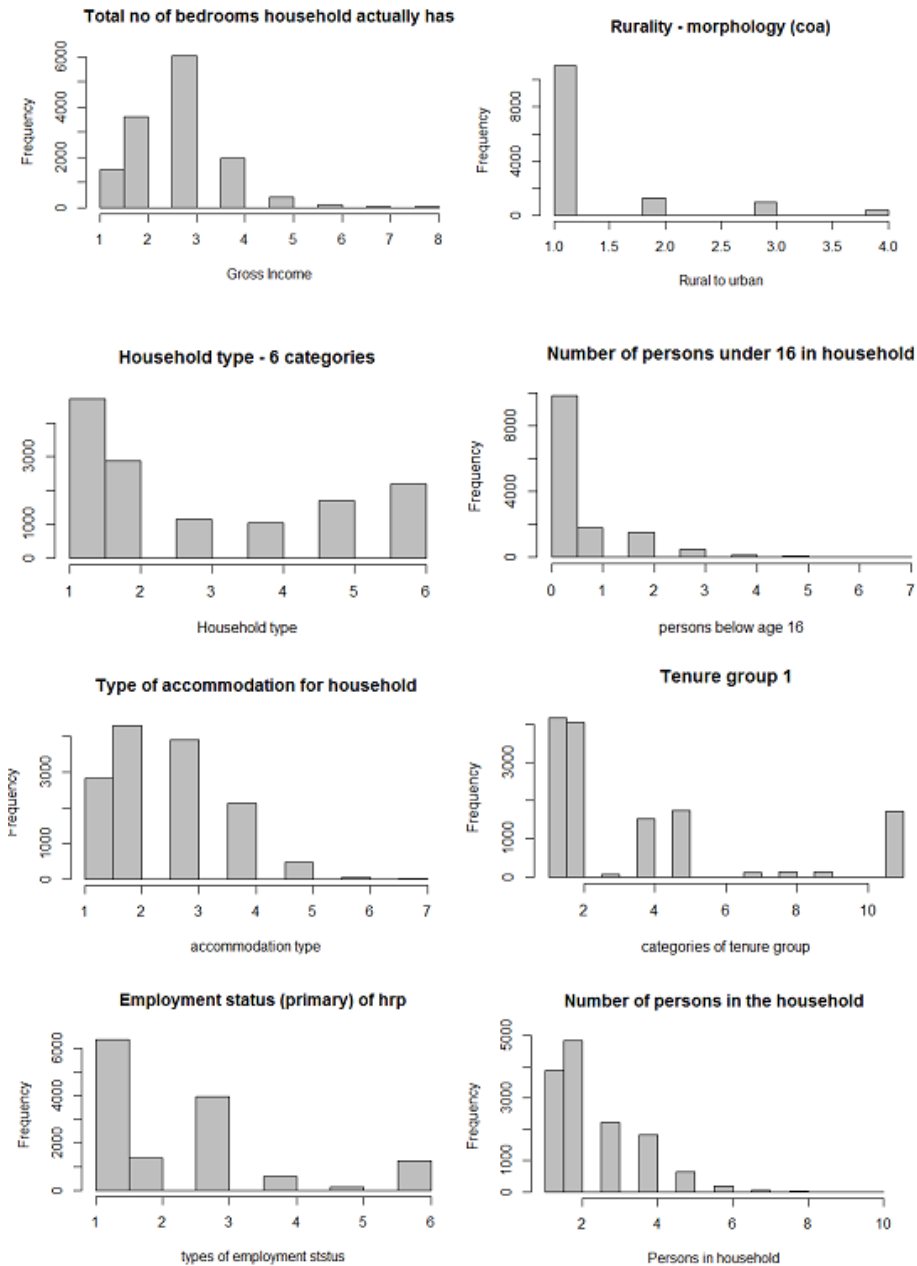 Total no of bedrooms household actually has
Frequency
0 2000 4000 6000
1 2 3 4 5 6 7 8
Gross Income
Rurality - morphology (coa)
Frequency
0 4000 8000
1.0 1.5 2.0 2.5 3.0 3.5 4.0
Rural to urban
Household type - 6 categories
0 1000 3000
1 2 3 4 5 6
Household type
Number of persons under 16 in household
Frequency
0 4000 8000
0 1 2 3 4 5 6 7
persons below age 16
Type of accommodation for household
Frequency
0 1000 3000
1 2 3 4 5 6 7
accommodation type
Tenure group 1
Frequency
0 1000 3000
2 4 6 8 10
categories of tenure group
Employment status (primary) of hrp
Frequency
0 2000 4000 6000
1 2 3 4 5 6
types of employment ststus
Number of persons in the household
Frequency
0 1000 3000 5000
2 4 6 8 10
Persons in household